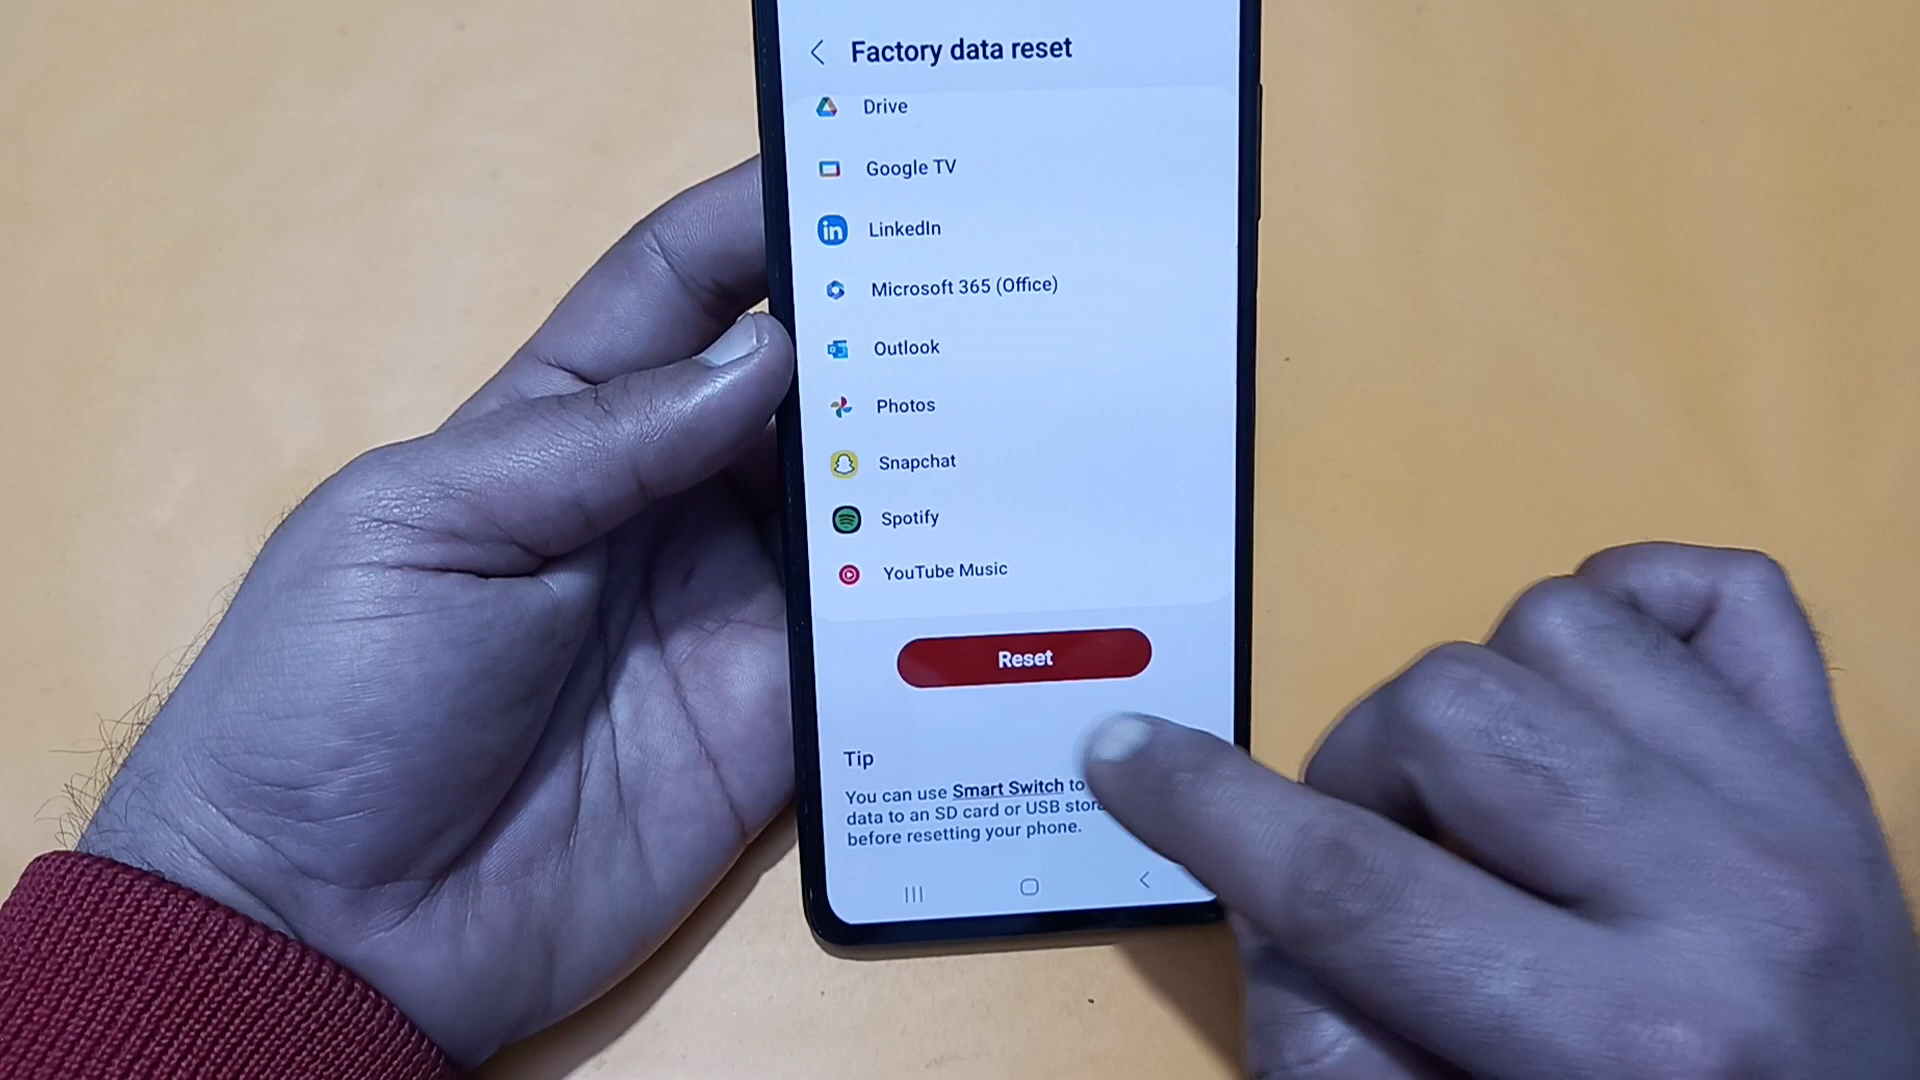 Factory data reset
Drive
Google TV
LinkedIn
Microsoft 365 (Office)
Outlook
Photos
Snapchat
Spotify
YouTube Music
Reset
Tip
You can use Smart Switch to
data to an SD card or USB
before resetting your phone.